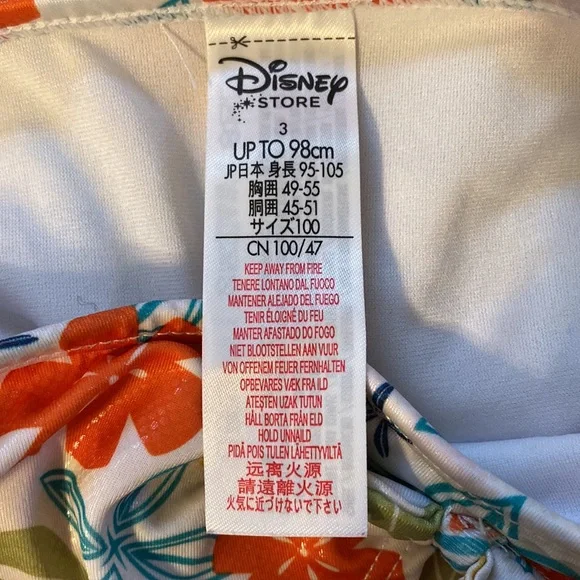 Disney
STORE
3
UP TO 98cm
JP日本 身長 95-105
胸囲 49-55
胴囲 45-51
サイズ100
CN 100/47
KEEP AWAY FROM FIRE
TENERE LONTANO DAL FUOCO
MANTENER ALEJADO DEL FUEGO
TENIR ÉLOIGNÉ DU FEU
MANTER AFASTADO DO FOGO
NIET BLOOTSTELLEN AAN VUUR
VON OFFENEM FEUER FERNHALTEN
OPBEVARES VÆK FRA ILD
ATEŞTEN UZAK TUTUN
HÅLL BORTA FRÅN ELD
HOLD UNNAILD
PIDÄ POIS TULEN LÄHETTYVILTÄ
远离火源
請遠離火源
火気に近づけないで下さい